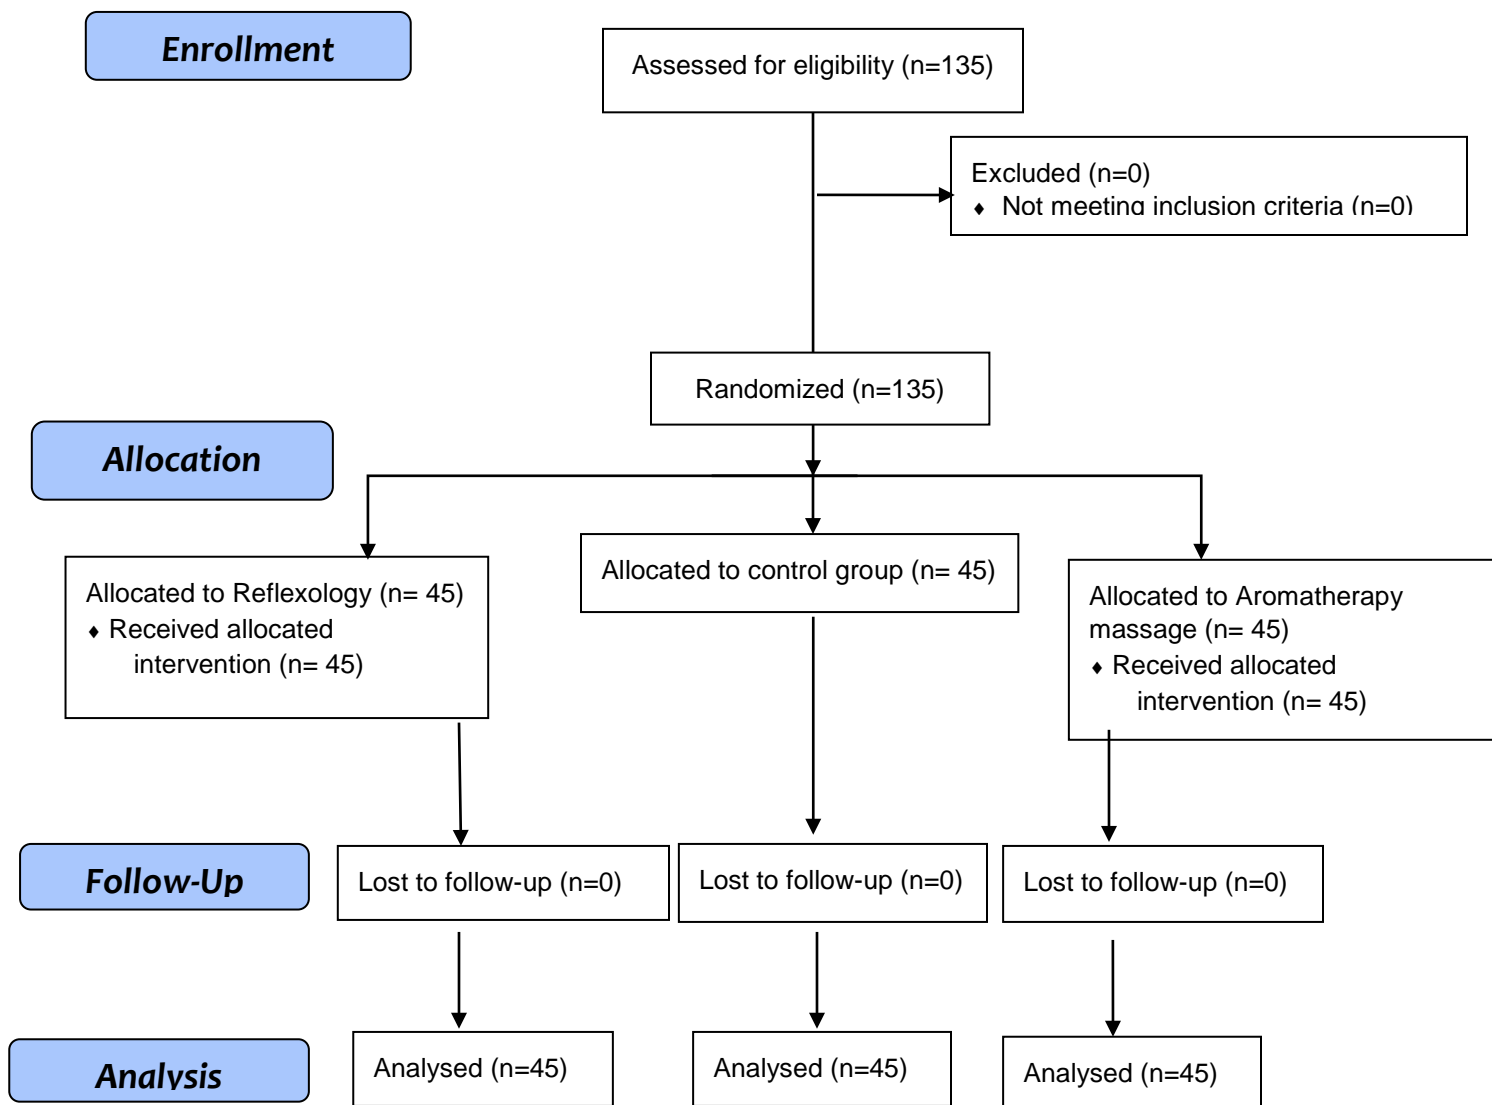 Enrollment
Assessed for eligibility (n=135)
Excluded (n=0)
♦ Not meeting inclusion criteria (n=0)
Randomized (n=135)
Allocation
Allocated to Reflexology (n= 45)
♦ Received allocated
intervention (n= 45)
Allocated to control group (n= 45)
Allocated to Aromatherapy
massage (n= 45)
♦ Received allocated
intervention (n= 45)
Follow-Up
Lost to follow-up (n=0)
Lost to follow-up (n=0)
Lost to follow-up (n=0)
Analysis
Analysed (n=45)
Analysed (n=45)
Analysed (n=45)